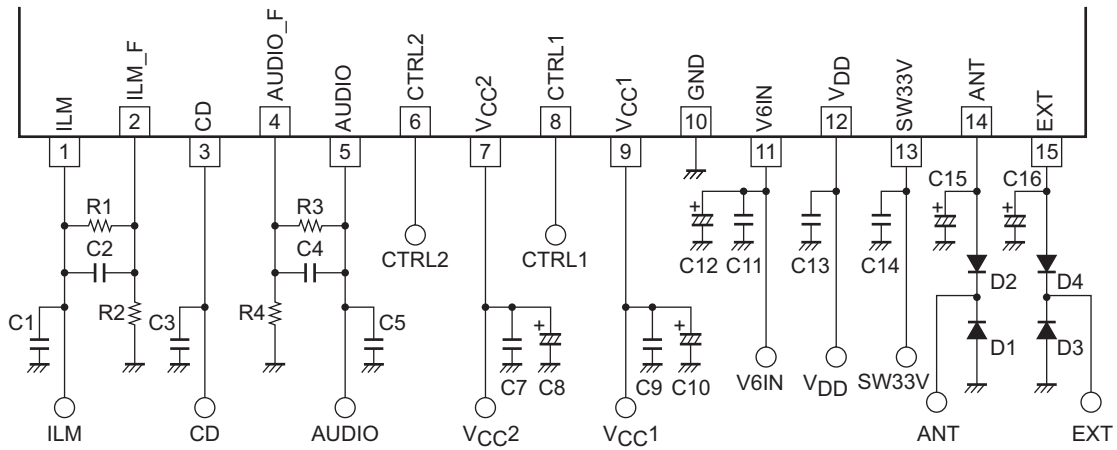 ILM
ILM_F
CD
AUDIO_F
AUDIO
CTRL2
VCC2
CTRL1
VCC1
GND
V6IN
VDD
SW33V
ANT
EXT
1
2
3
4
5
6
7
8
9
10
11
12
13
14
15
R1
C2
R2
C1
C3
R3
C4
R4
C5
CTRL2
CTRL1
+
C7
C8
+
C9
C10
+
C12
C11
C13
C14
C15
+
C16
+
D2
D1
D4
D3
V6IN
VDD
SW33V
ILM
CD
AUDIO
VCC2
VCC1
ANT
EXT